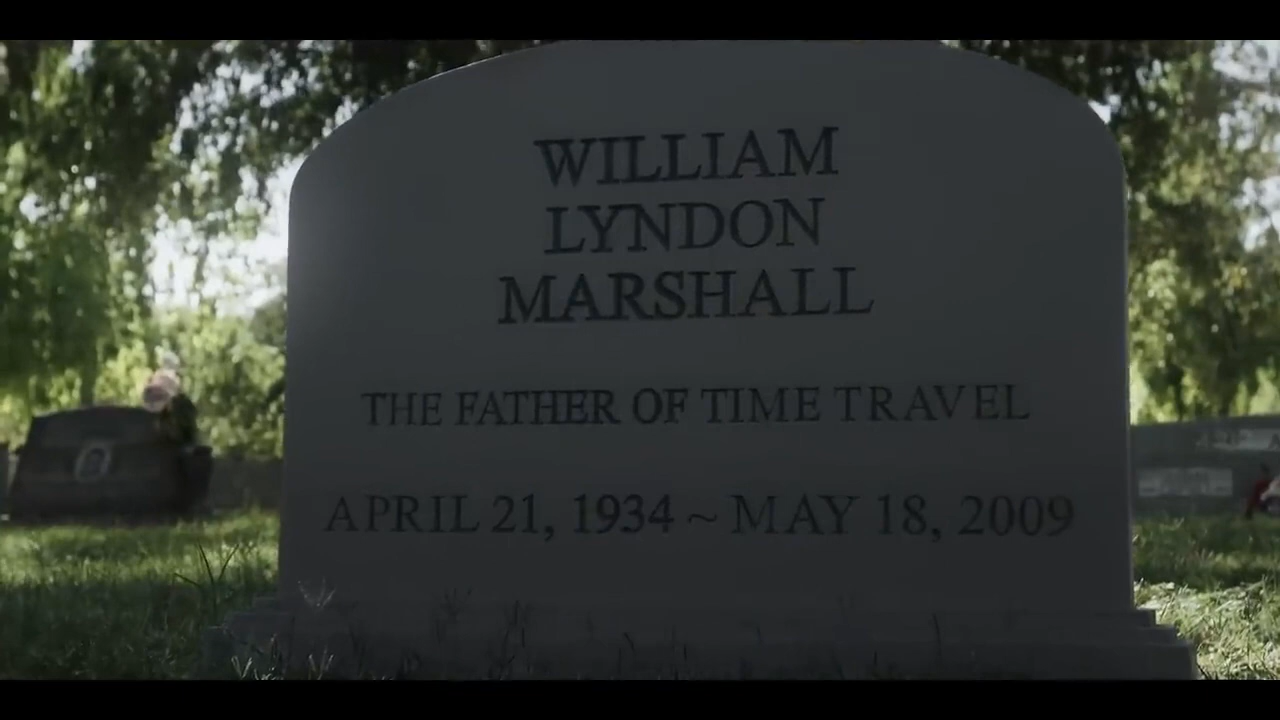 WILLIAM
LYNDON
MARSHALL
THE FATHER OF TIME TRAVEL
APRIL 21, 1934 ~ MAY 18, 2009